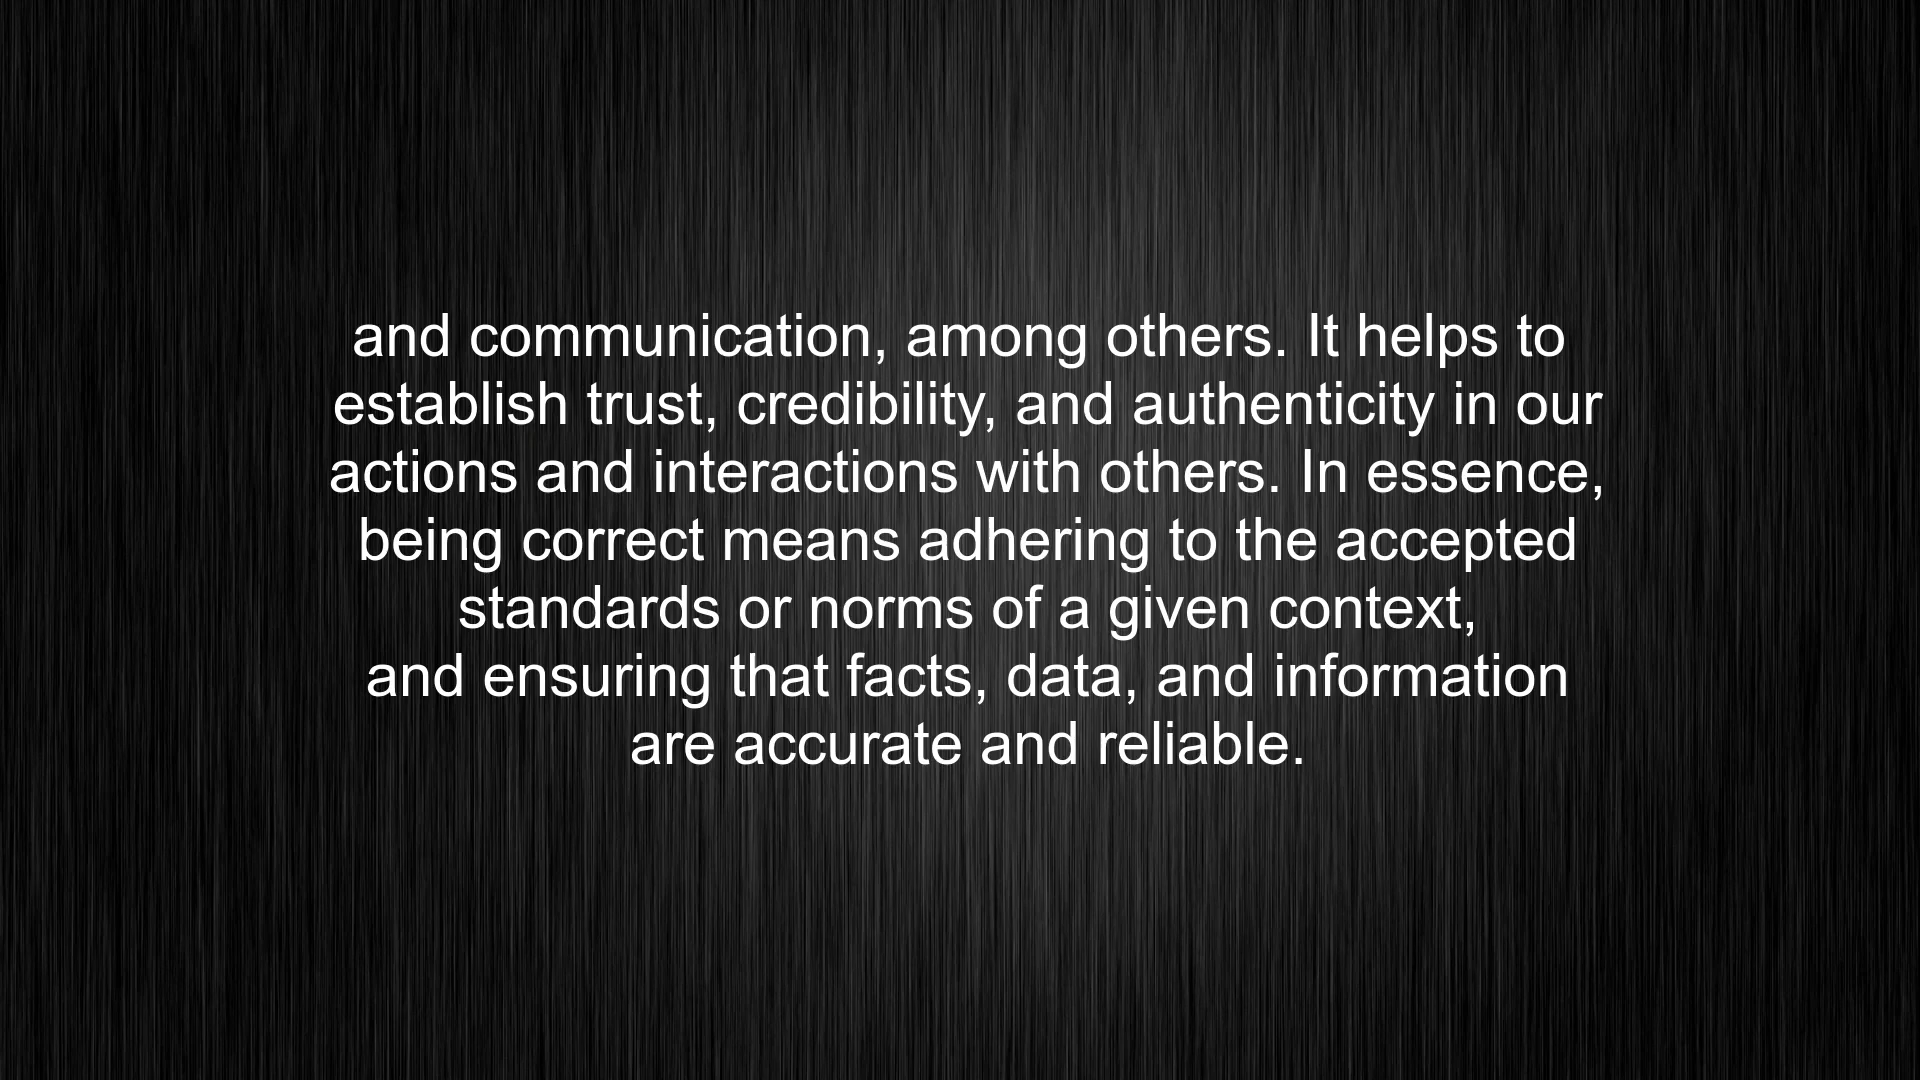 and communication, among others. It helps to
establish trust, credibility, and authenticity in our
actions and interactions with others. In essence,
being correct means adhering to the accepted
standards or norms of a given context,
and ensuring that facts, data, and information
are accurate and reliable.